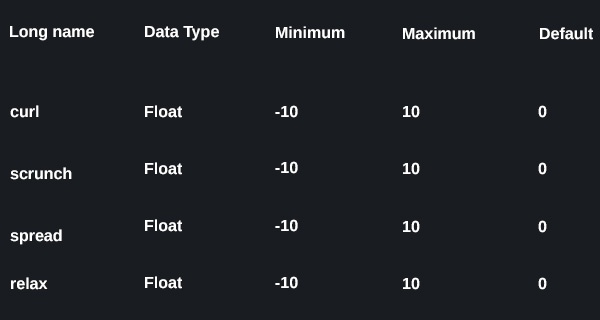 Long name Data Type Minimum Maximum Default
curl Float -10 10 0
scrunch Float -10 10 0
spread Float -10 10 0
relax Float -10 10 0